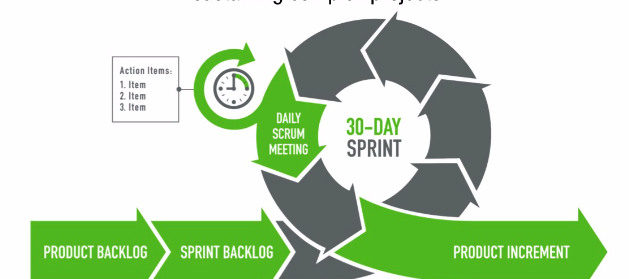 Action Items:
1. Item
2. Item
3. Item
DAILY
SCRUM
MEETING
30-DAY
SPRINT
PRODUCT BACKLOG
SPRINT BACKLOG
PRODUCT INCREMENT